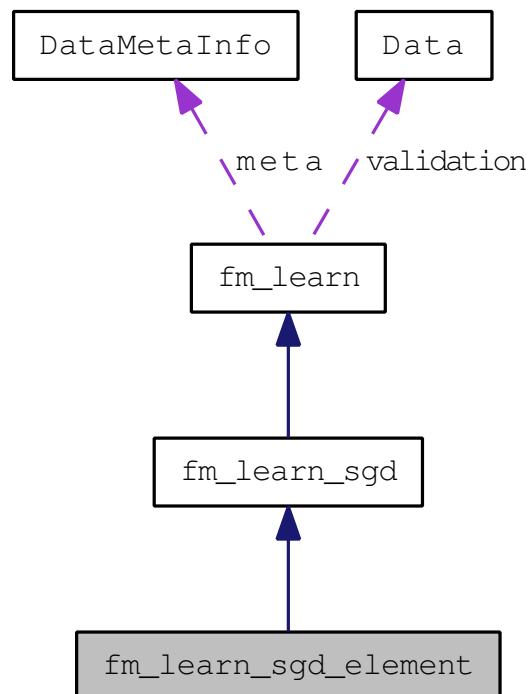 DataMetaInfo Data
meta validation
fm_learn
fm_learn_sgd
fm_learn_sgd_element